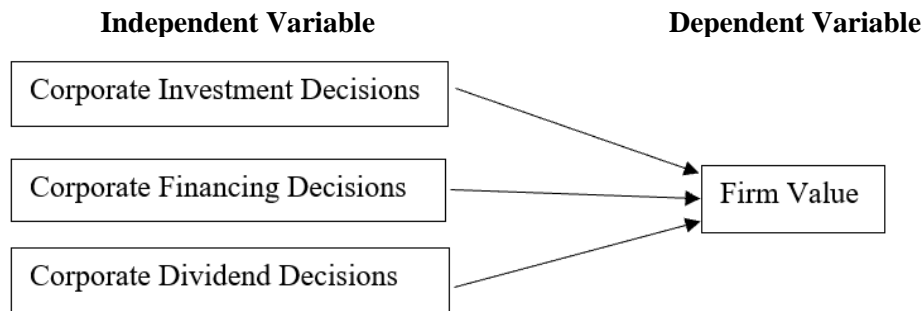 Independent Variable
Dependent Variable
Corporate Investment Decisions
Corporate Financing Decisions
Firm Value
Corporate Dividend Decisions